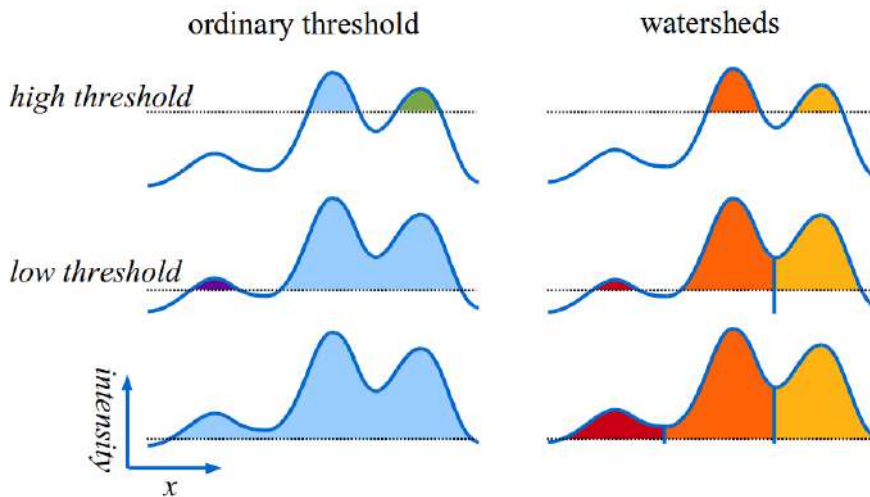 ordinary threshold
watersheds
high threshold
low threshold
intensity
x